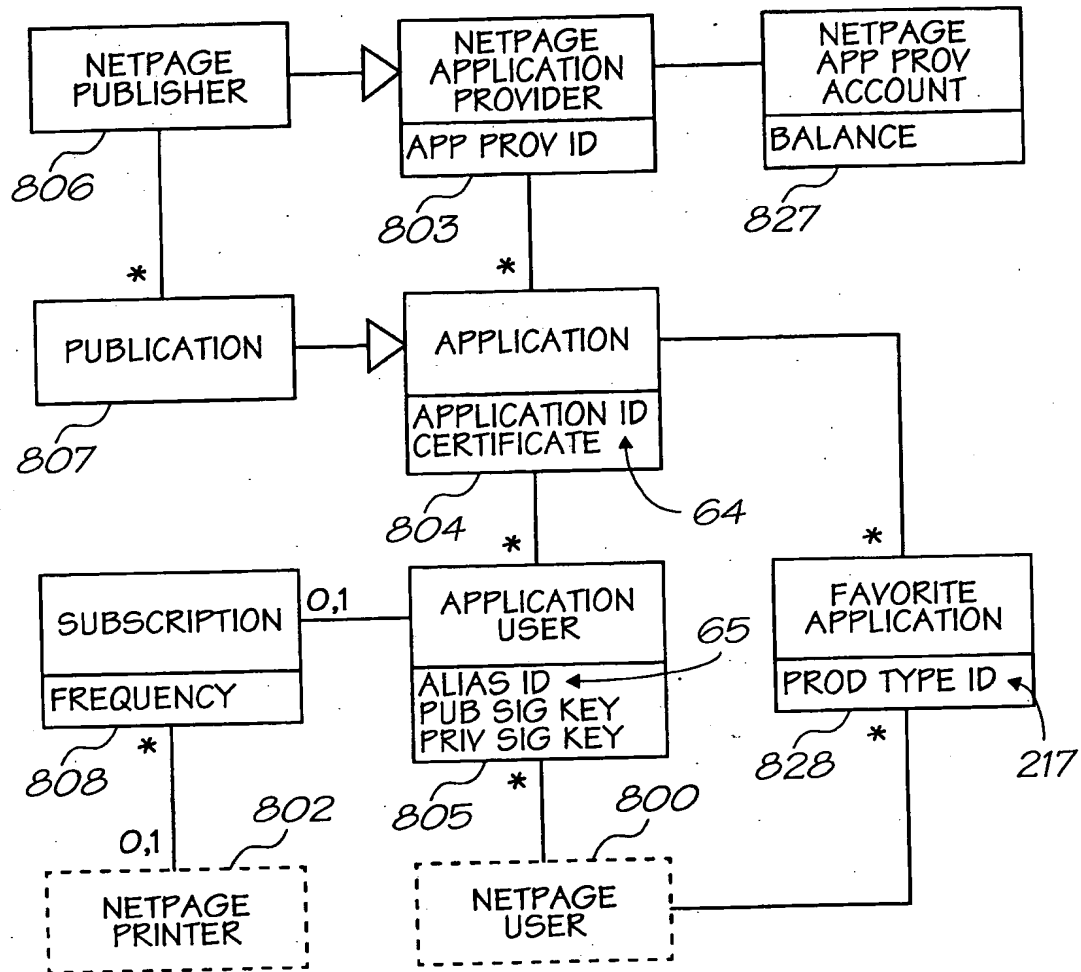 NETPAGE
PUBLISHER
806
NETPAGE
APPLICATION
PROVIDER
APP PROV ID
803
NETPAGE
APP PROV
ACCOUNT
BALANCE
827
*
*
PUBLICATION
807
APPLICATION
APPLICATION ID
CERTIFICATE
804
64
*
*
SUBSCRIPTION
FREQUENCY
808
0,1
APPLICATION
USER
ALIAS ID
PUB SIG KEY
PRIV SIG KEY
805
65
FAVORITE
APPLICATION
PROD TYPE ID
828
217
*
*
*
0,1
802
800
NETPAGE
PRINTER
NETPAGE
USER